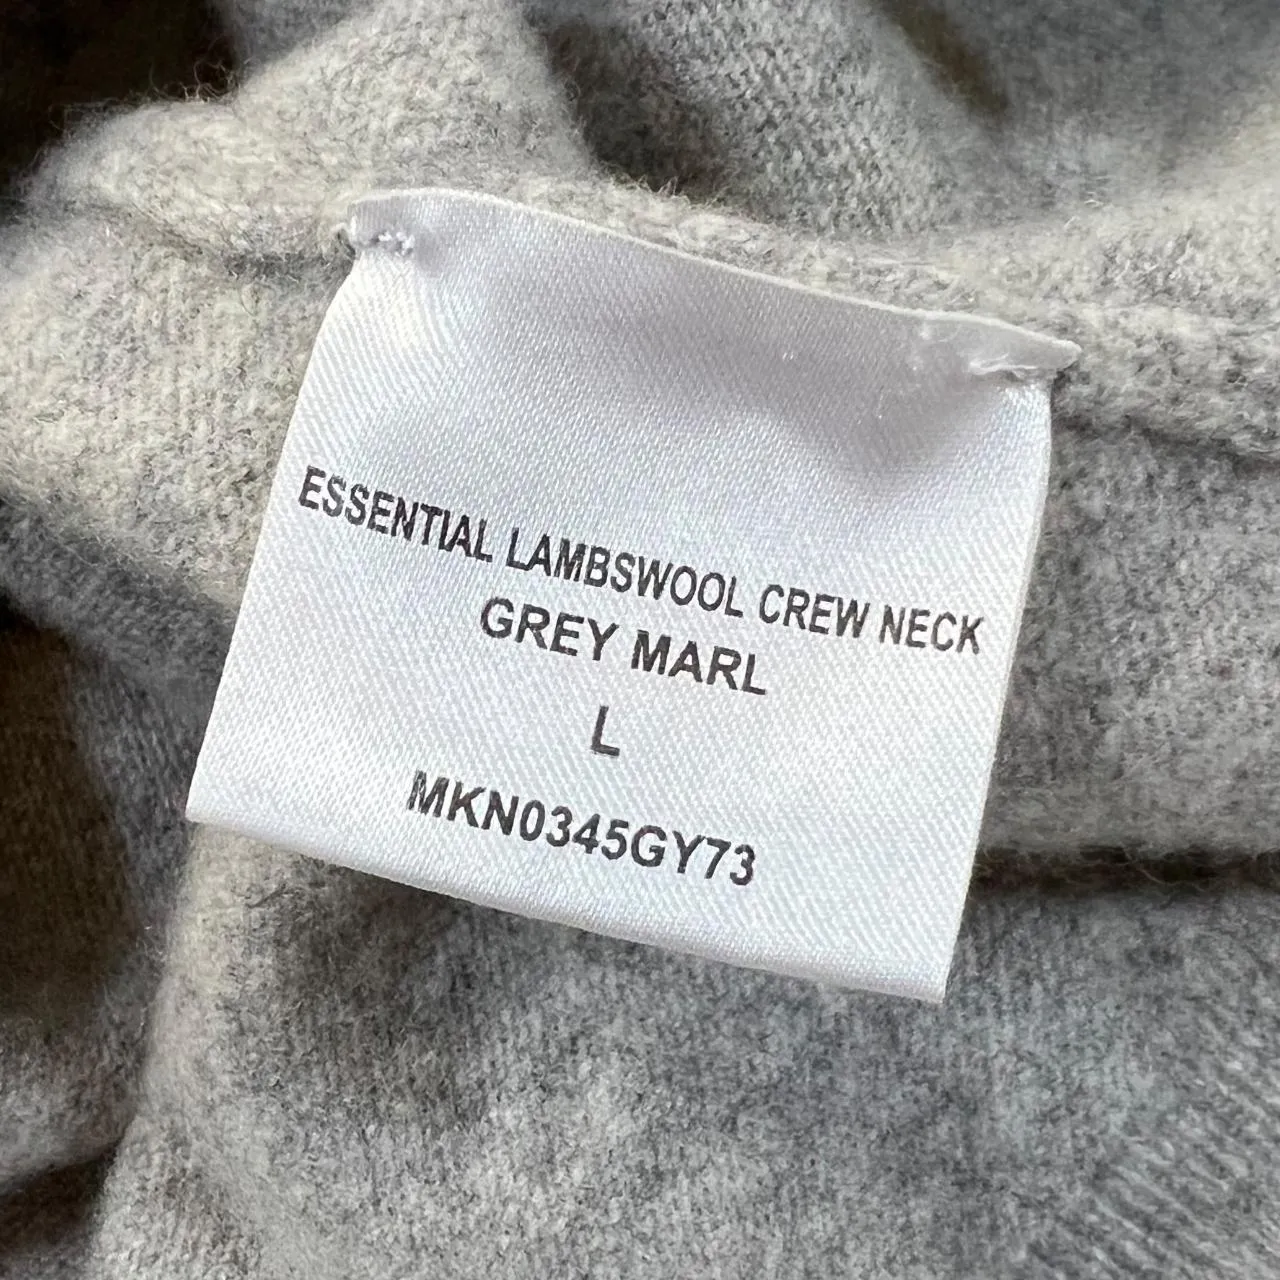 ESSENTIAL LAMBSWOOL CREW NECK
GREY MARL
L
MKN0345GY73